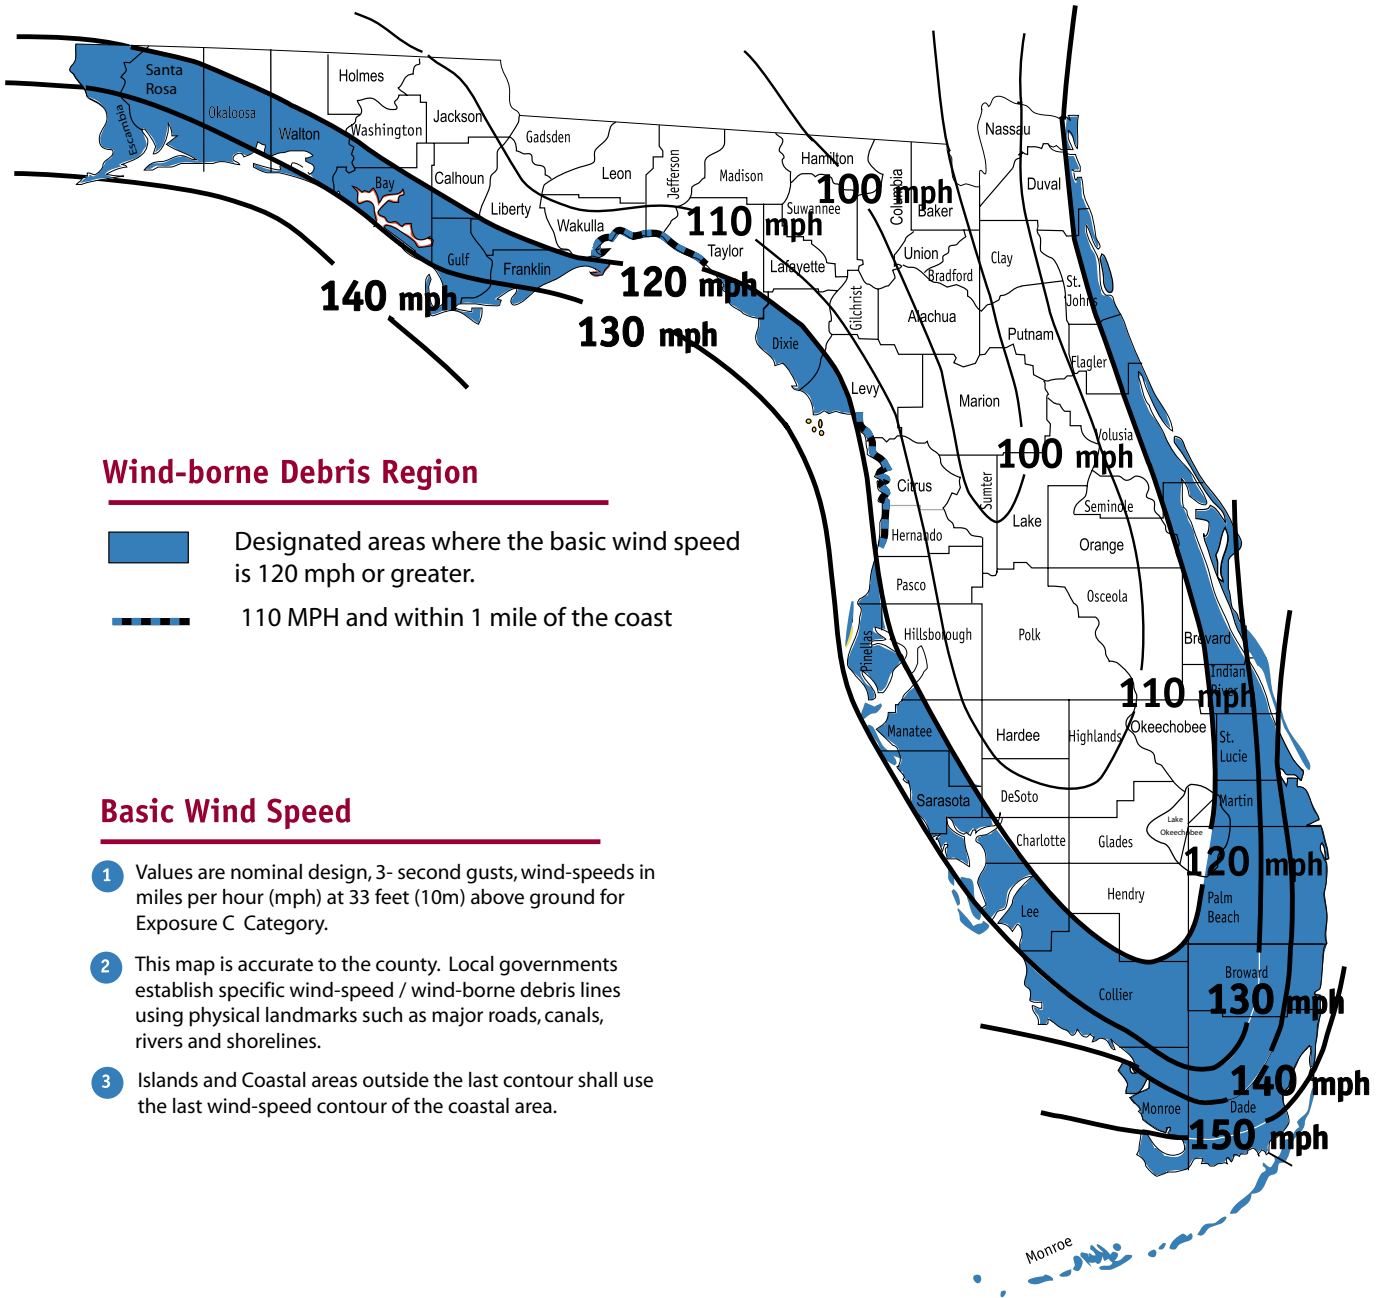 Santa
Rosa
Escambia
Okaloosa
Walton
Holmes
Washington
Jackson
Bay
Calhoun
Gulf
Gadsden
Liberty
Franklin
Leon
Wakulla
Jefferson
Madison
Taylor
Hamilton
Suwannee
Lafayette
Columbia
Baker
Nassau
Duval
Union
Bradford
Clay
St.
Johns
Gilchrist
Alachua
Putnam
Flagler
Dixie
Levy
Marion
Volusia
100 mph
110 mph
120 mph
130 mph
140 mph
100 mph
Citrus
Sumter
Lake
Seminole
Hernando
Orange
Pasco
Osceola
Pinellas
Hillsborough
Polk
Brevard
Indian
River
110 mph
Manatee
Hardee
Highlands
Okeechobee
St.
Lucie
Sarasota
DeSoto
Martin
Lake
Okeechobee
Charlotte
Glades
120 mph
Lee
Hendry
Palm
Beach
Collier
Broward
130 mph
140 mph
Monroe
Dade
150 mph
Monroe
Wind-borne Debris Region
Designated areas where the basic wind speed
is 120 mph or greater.
110 MPH and within 1 mile of the coast
Basic Wind Speed
1 Values are nominal design, 3- second gusts, wind-speeds in
miles per hour (mph) at 33 feet (10m) above ground for
Exposure C Category.
2 This map is accurate to the county. Local governments
establish specific wind-speed / wind-borne debris lines
using physical landmarks such as major roads, canals,
rivers and shorelines.
3 Islands and Coastal areas outside the last contour shall use
the last wind-speed contour of the coastal area.